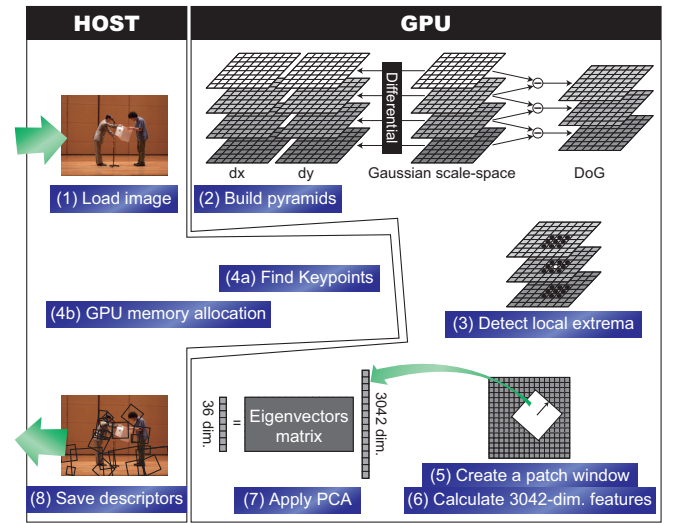 HOST
GPU
Differential
dx
dy
Gaussian scale-space
DoG
(1) Load image
(2) Build pyramids
(4a) Find Keypoints
(4b) GPU memory allocation
(3) Detect local extrema
36 dim.
=
Eigenvectors
matrix
3042 dim.
(5) Create a patch window
(8) Save descriptors
(7) Apply PCA
(6) Calculate 3042-dim. features